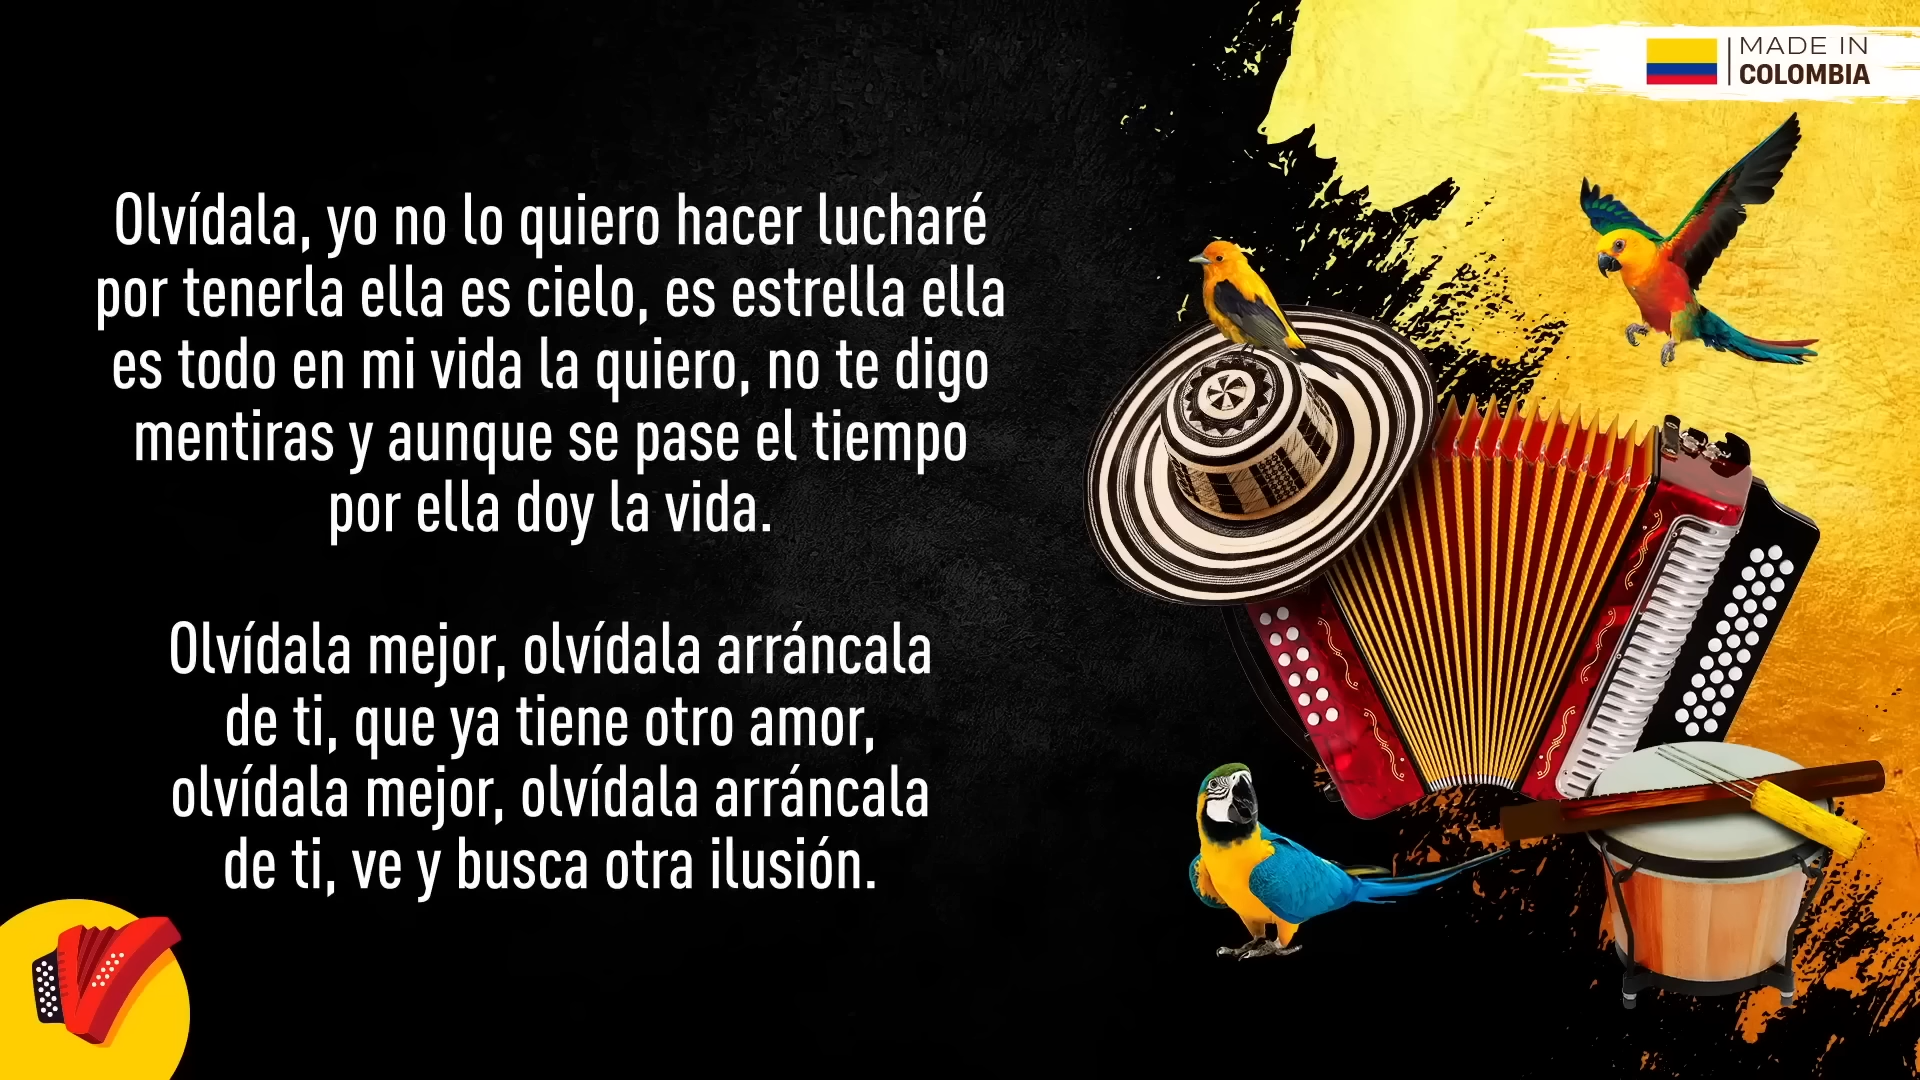 MADE IN
COLOMBIA
Olvídala, yo no lo quiero hacer lucharé
por tenerla ella es cielo, es estrella ella
es todo en mi vida la quiero, no te digo
mentiras y aunque se pase el tiempo
por ella doy la vida.
Olvídala mejor, olvídala arráncala
de ti, que ya tiene otro amor,
olvídala mejor, olvídala arráncala
de ti, ve y busca otra ilusión.